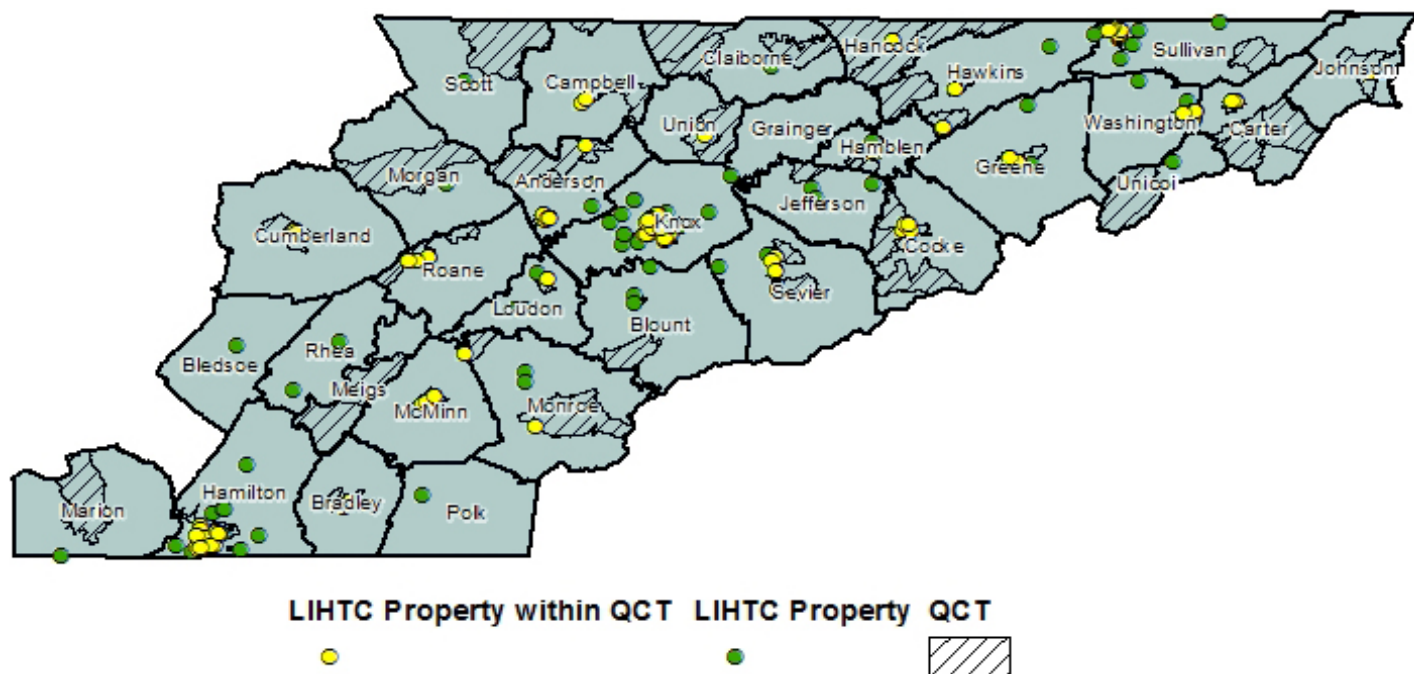 Hancock
Sullivan
Claiborne
Johnson
Scott
Campbell
Hawkins
Union
Grainger
Washington
Carter
Hamblen
Greene
Morgan
Anderson
Unicoi
Jefferson
Knox
Cumberland
Cocke
Roane
Sevier
Loudon
Blount
Rhea
Bledsoe
Meigs
McMinn
Monroe
Hamilton
Bradley
Marion
Polk
LIHTC Property within QCT LIHTC Property QCT